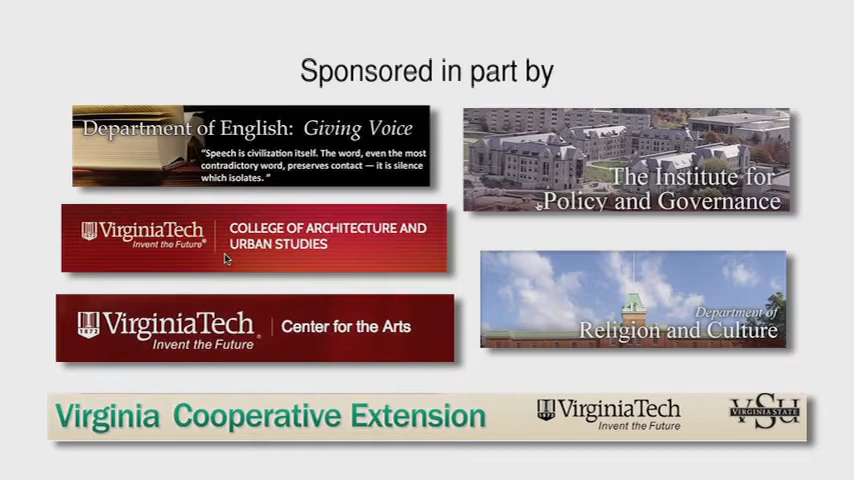 Sponsored in part by
Department of English: Giving Voice
"Speech is civilization itself. The word, even the most
contradictory word, preserves contact — it is silence
which isolates. "
The Institute for
Policy and Governance
VirginiaTech
Invent the Future®
COLLEGE OF ARCHITECTURE AND
URBAN STUDIES
Department of
Religion and Culture
1872
VirginiaTech®
Invent the Future
Center for the Arts
Virginia Cooperative Extension
VirginiaTech
Invent the Future
VSU
VIRGINIA STATE